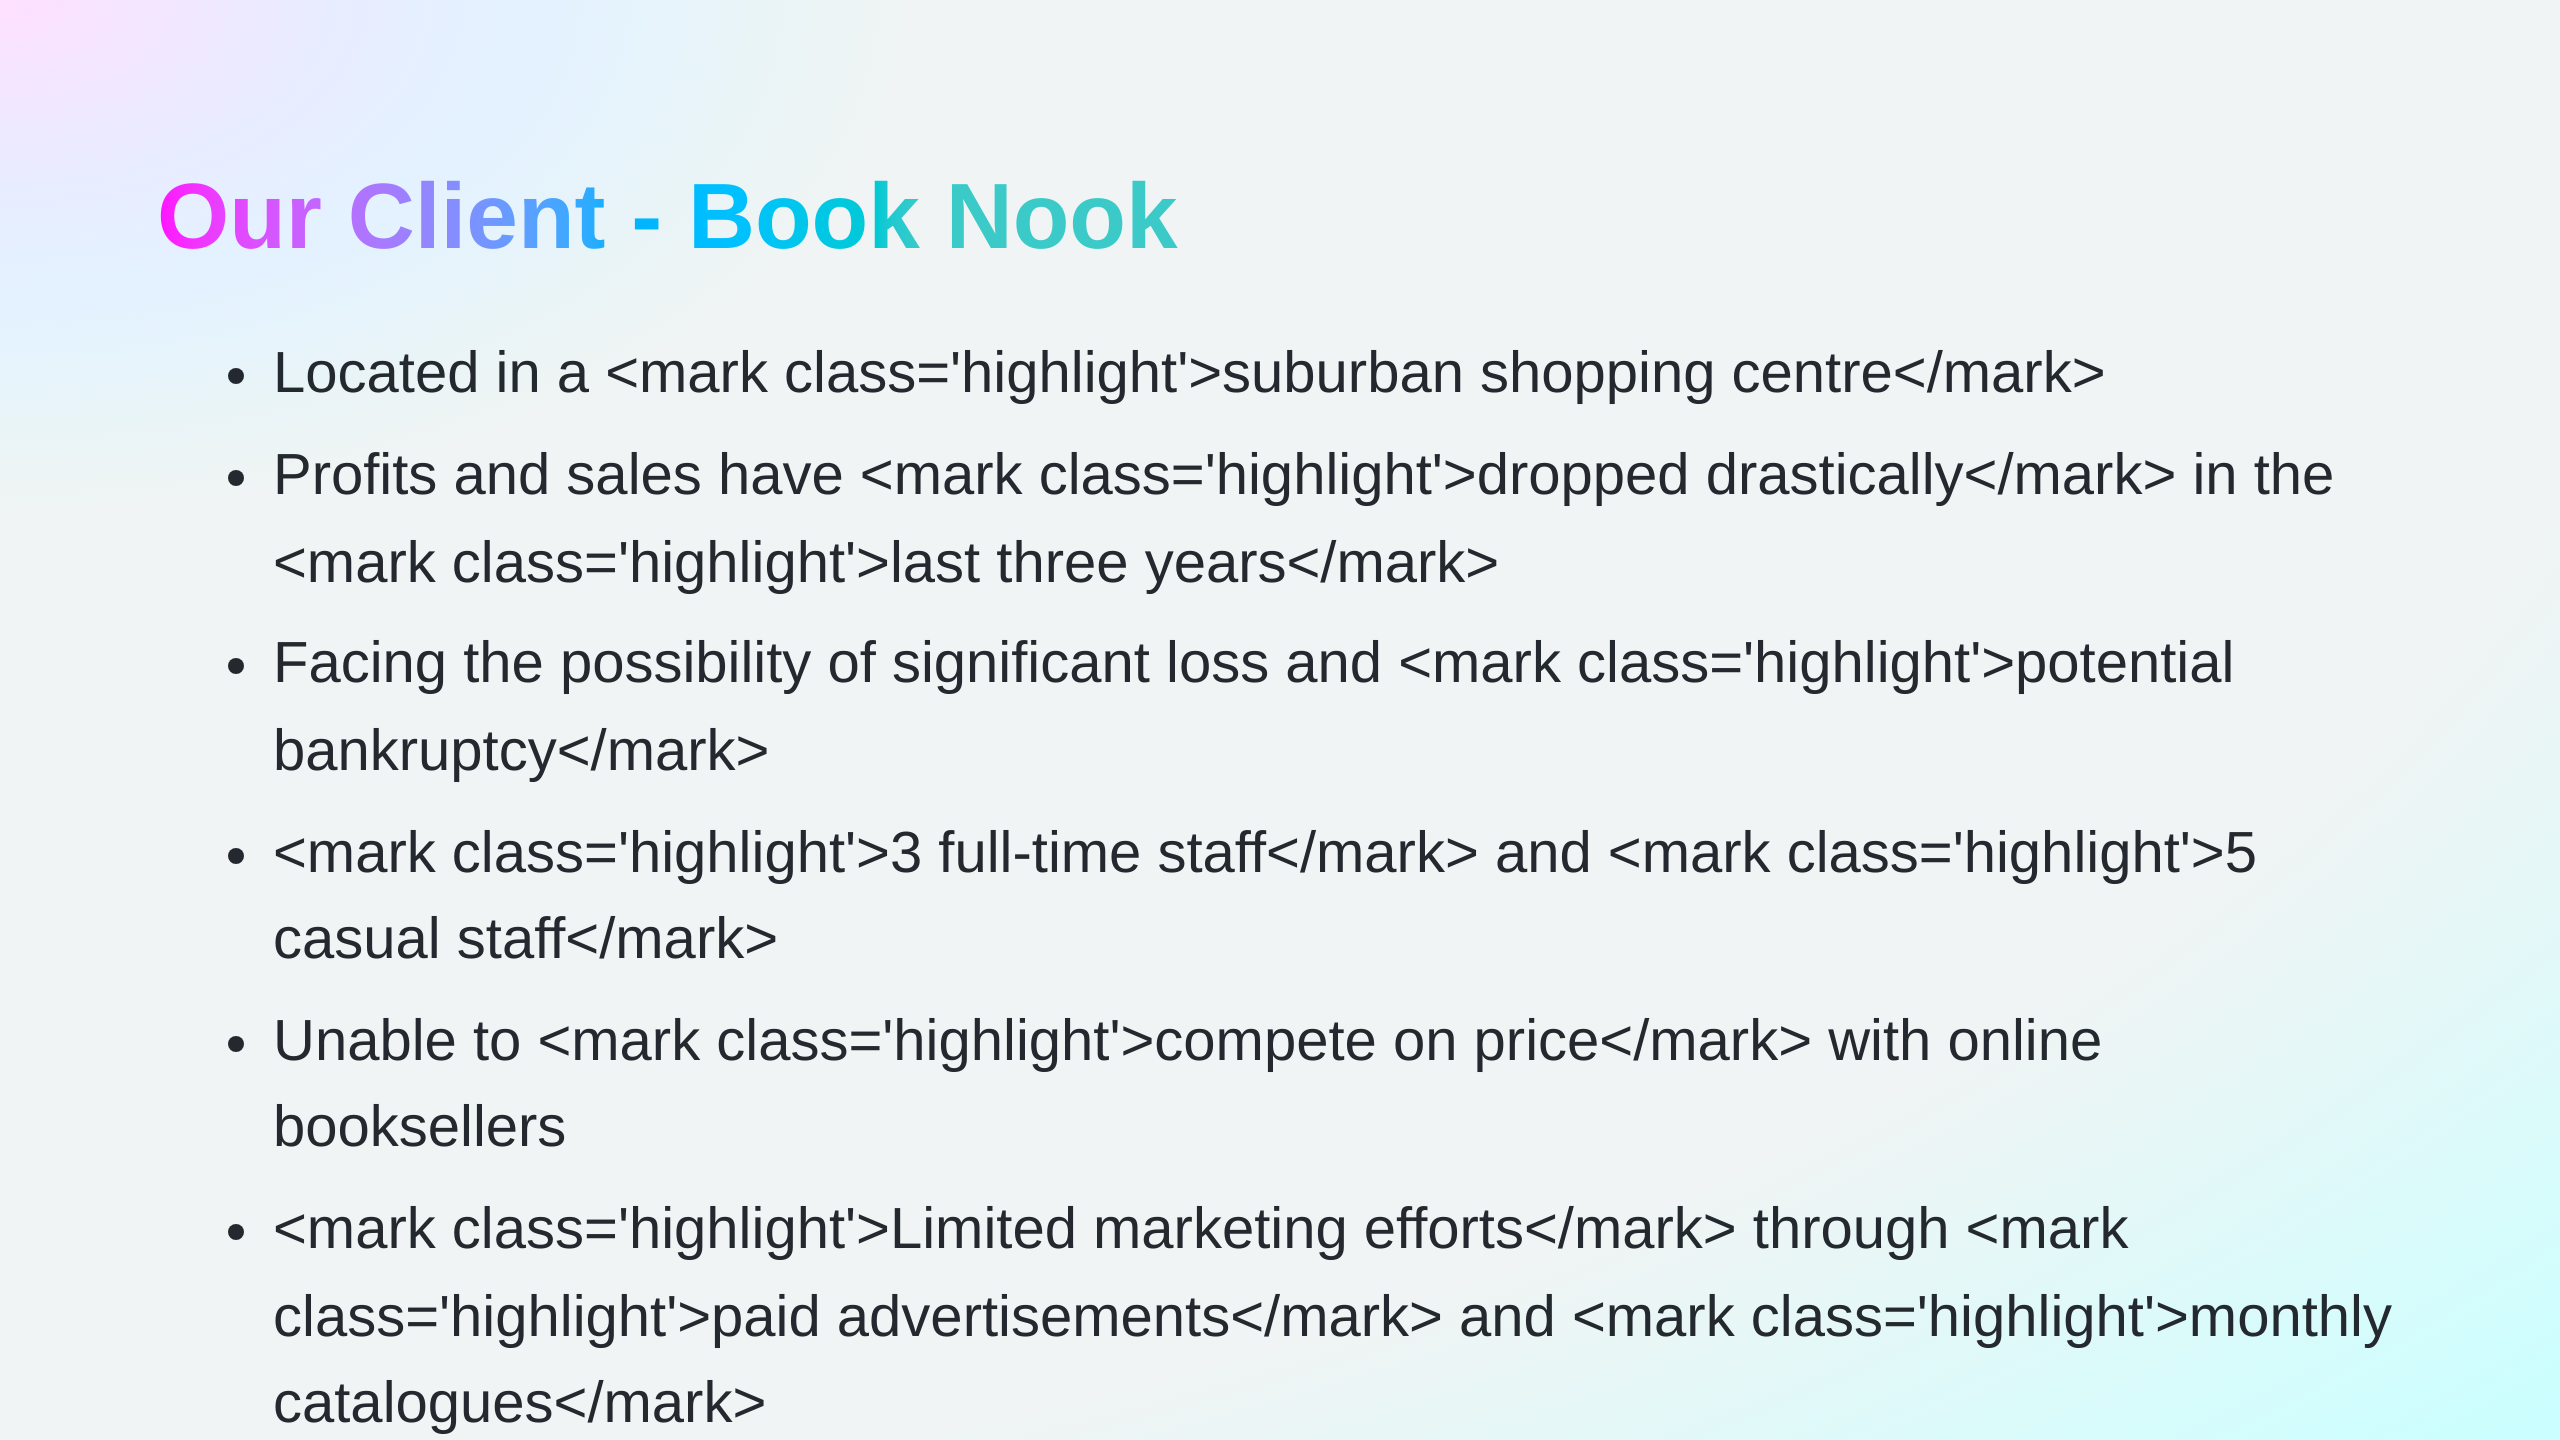 Our Client - Book Nook
• Located in a <mark class='highlight'>suburban shopping centre</mark>
• Profits and sales have <mark class='highlight'>dropped drastically</mark> in the
<mark class='highlight'>last three years</mark>
• Facing the possibility of significant loss and <mark class='highlight'>potential
bankruptcy</mark>
• <mark class='highlight'>3 full-time staff</mark> and <mark class='highlight'>5
casual staff</mark>
• Unable to <mark class='highlight'>compete on price</mark> with online
booksellers
• <mark class='highlight'>Limited marketing efforts</mark> through <mark
class='highlight'>paid advertisements</mark> and <mark class='highlight'>monthly
catalogues</mark>